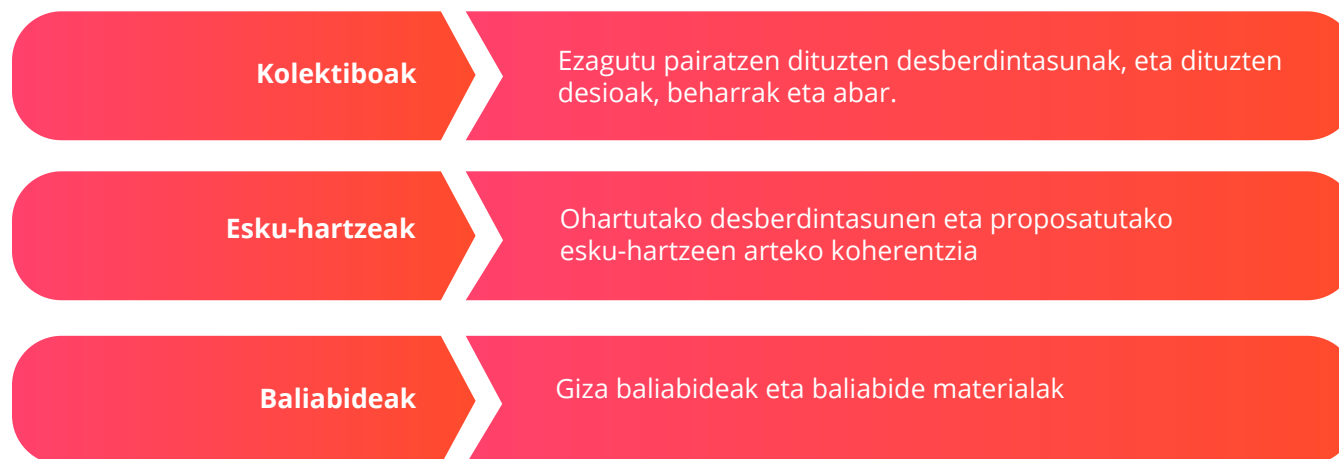 Kolektiboak
Ezagutu pairatzen dituzten desberdintasunak, eta dituzten
desioak, beharrak eta abar.
Esku-hartzeak
Ohartutako desberdintasunen eta proposatutako
esku-hartzeen arteko koherentzia
Baliabideak
Giza baliabideak eta baliabide materialak